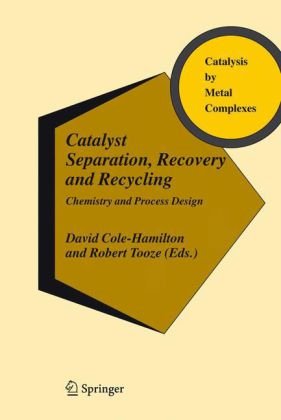 Catalysis
by
Metal
Complexes
Catalyst
Separation, Recovery
and Recycling
Chemistry and Process Design
David Cole-Hamilton
and Robert Tooze (Eds.)
Springer